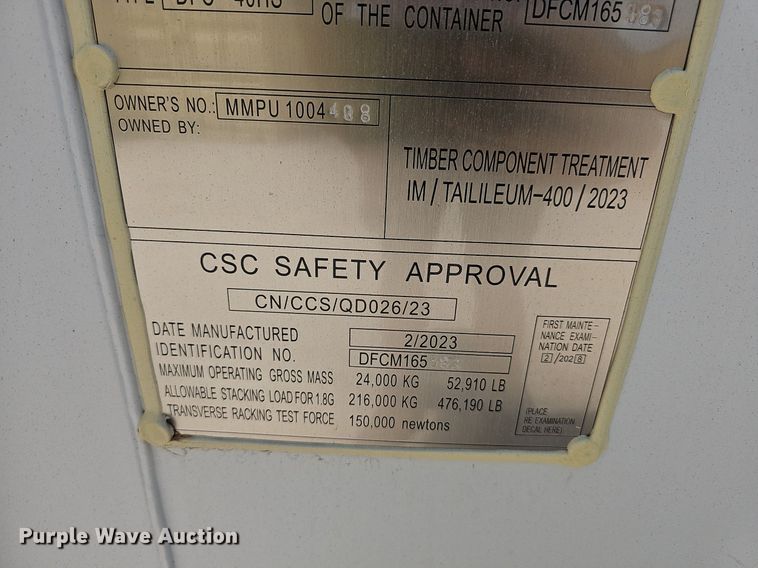 OF THE CONTAINER
DFCM165
OWNER'S NO.: MMPU 1004408
OWNED BY:
TIMBER COMPONENT TREATMENT
IM / TAILILEUM-400 / 2023
CSC SAFETY APPROVAL
CN/CCS/QD026/23
DATE MANUFACTURED 2/2023
IDENTIFICATION NO. DFCM165
MAXIMUM OPERATING GROSS MASS 24,000 KG 52,910 LB
ALLOWABLE STACKING LOAD FOR 1.8G 216,000 KG 476,190 LB
TRANSVERSE RACKING TEST FORCE 150,000 newtons
FIRST MAINTE-
NANCE EXAMI-
NATION DATE
2/2028
(PLACE
RE EXAMINATION
DECAL HERE)
Purple Wave Auction